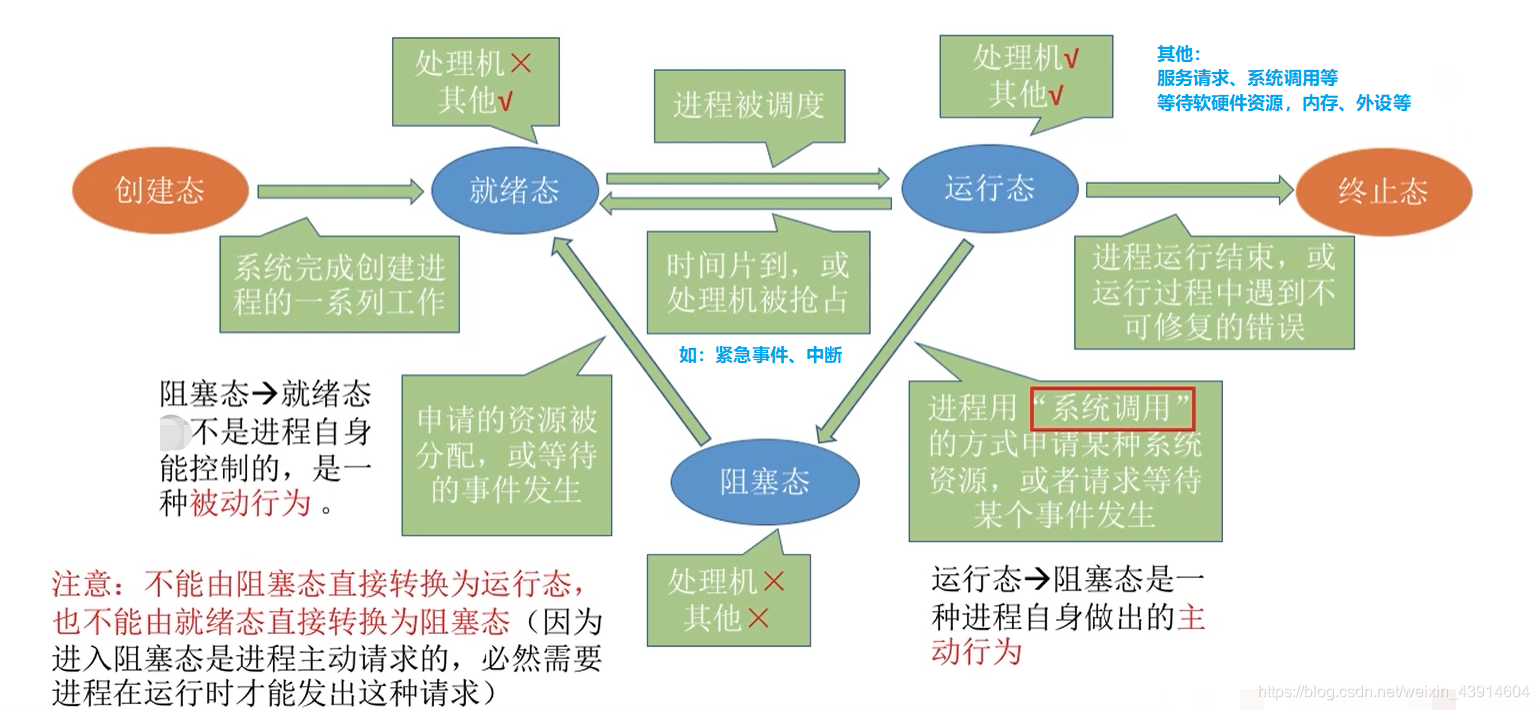 处理机×
其他√
进程被调度
处理机√
其他√
其他：
服务请求、系统调用等
等待软硬件资源，内存、外设等
创建态
就绪态
运行态
终止态
系统完成创建进
程的一系列工作
时间片到，或
处理机被抢占
如：紧急事件、中断
进程运行结束，或
运行过程中遇到不
可修复的错误
阻塞态→就绪态
不是进程自身
能控制的，是一
种被动行为。
申请的资源被
分配，或等待
的事件发生
阻塞态
进程用“系统调用”
的方式申请某种系统
资源，或者请求等待
某个事件发生
处理机×
其他×
注意：不能由阻塞态直接转换为运行态，
也不能由就绪态直接转换为阻塞态（因为
进入阻塞态是进程主动请求的，必然需要
进程在运行时才能发出这种请求）
运行态→阻塞态是一
种进程自身做出的主
动行为
https://blog.csdn.net/weixin_43914604